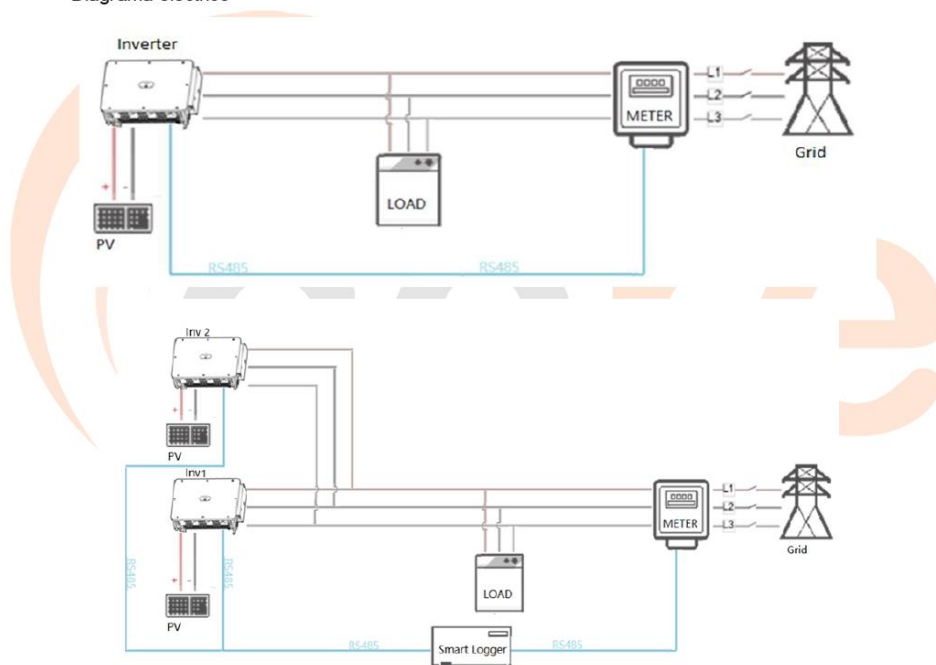 Diagrama eléctrico
Inverter
L1
L2
METER
L3
Grid
LOAD
+ -
PV
RS485 RS485
Inv 2
+ -
PV
Inv1
L1
L2
METER
L3
Grid
RS485
RS485
+ -
LOAD
PV
RS485
Smart Logger
RS485